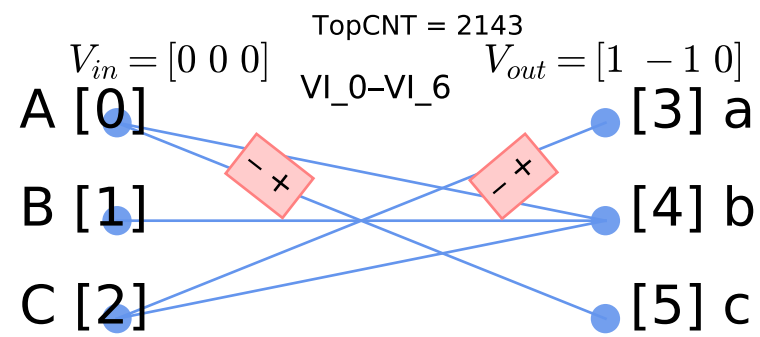 TopCNT = 2143
V_in = [0 0 0]
V_out = [1 −1 0]
VI_0–VI_6
A [0]
[3] a
− +
− +
B [1]
[4] b
C [2]
[5] c